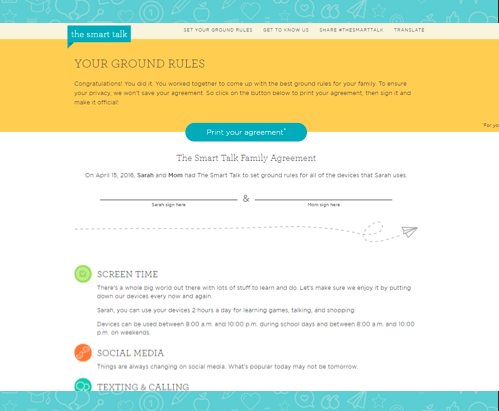 the smart talk
SET YOUR GROUND RULES GET TO KNOW US SHARE #THESMARTTALK TRANSLATE
YOUR GROUND RULES
Congratulations! You did it. You worked together to come up with the best ground rules for your family. To ensure
your privacy, we won't save your agreement. So click on the button below to print your agreement, then sign it and
make it official!
*For yo
Print your agreement*
The Smart Talk Family Agreement
On April 15, 2016, Sarah and Mom had The Smart Talk to set ground rules for all of the devices that Sarah uses.
&
Sarah sign here Mom sign here
SCREEN TIME
There's a whole big world out there with lots of stuff to learn and do. Let's make sure we enjoy it by putting
down our devices every now and again.
Sarah, you can use your devices 2 hours a day for learning games, talking, and shopping.
Devices can be used between 8:00 a.m. and 10:00 p.m. during school days and between 8:00 a.m. and 10:00
p.m. on weekends.
SOCIAL MEDIA
Things are always changing on social media. What's popular today may not be tomorrow.
TEXTING & CALLING